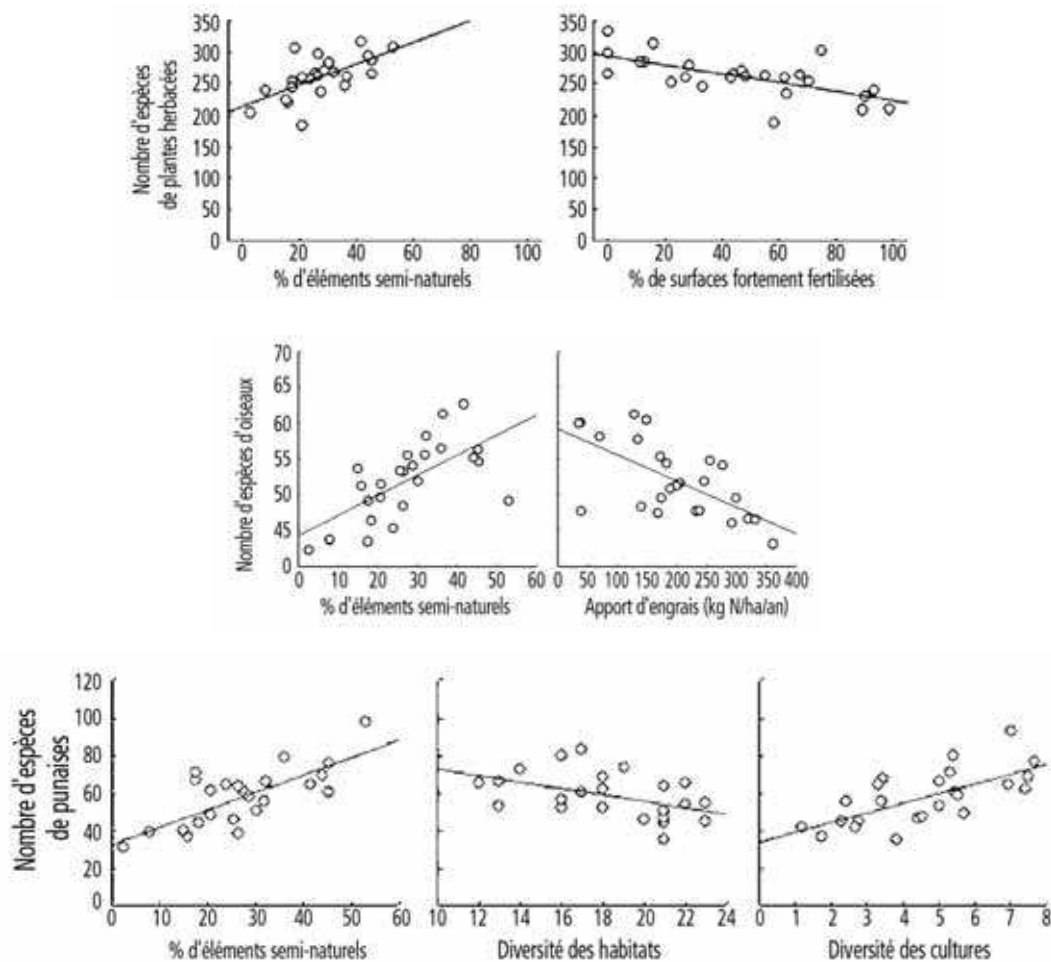 Nombre d'espèces
de plantes herbacées
350
300
250
200
150
100
50
0
0 20 40 60 80 100
% d'éléments semi-naturels
350
300
250
200
150
100
50
0
0 20 40 60 80 100
% de surfaces fortement fertilisées
Nombre d'espèces d'oiseaux
70
65
60
55
50
45
0
0 10 20 30 40 50 60
% d'éléments semi-naturels
0 50 100 150 200 250 300 350 400
Apport d'engrais (kg N/ha/an)
Nombre d'espèces
de punaises
120
100
80
60
40
20
0
0 10 20 30 40 50 60
% d'éléments semi-naturels
10 12 14 16 18 20 22 24
Diversité des habitats
0 1 2 3 4 5 6 7 8
Diversité des cultures